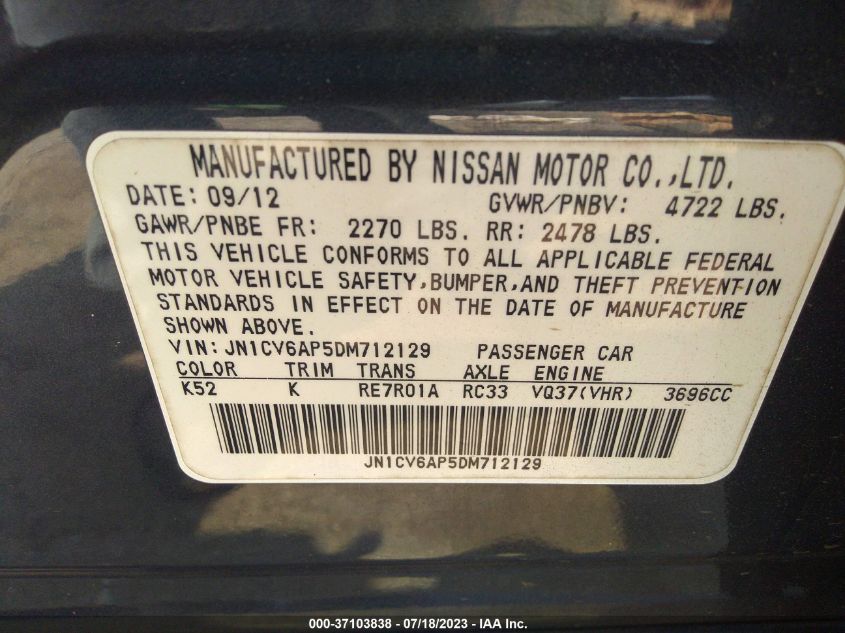 MANUFACTURED BY NISSAN MOTOR CO.,LTD.
DATE: 09/12 GVWR/PNBV: 4722 LBS.
GAWR/PNBE FR: 2270 LBS. RR: 2478 LBS.
THIS VEHICLE CONFORMS TO ALL APPLICABLE FEDERAL
MOTOR VEHICLE SAFETY,BUMPER,AND THEFT PREVENTION
STANDARDS IN EFFECT ON THE DATE OF MANUFACTURE
SHOWN ABOVE.
VIN: JN1CV6AP5DM712129 PASSENGER CAR
COLOR TRIM TRANS AXLE ENGINE
K52 K RE7R01A RC33 VQ37(VHR) 3696CC
JN1CV6AP5DM712129
000-37103838 - 07/18/2023 - IAA Inc.